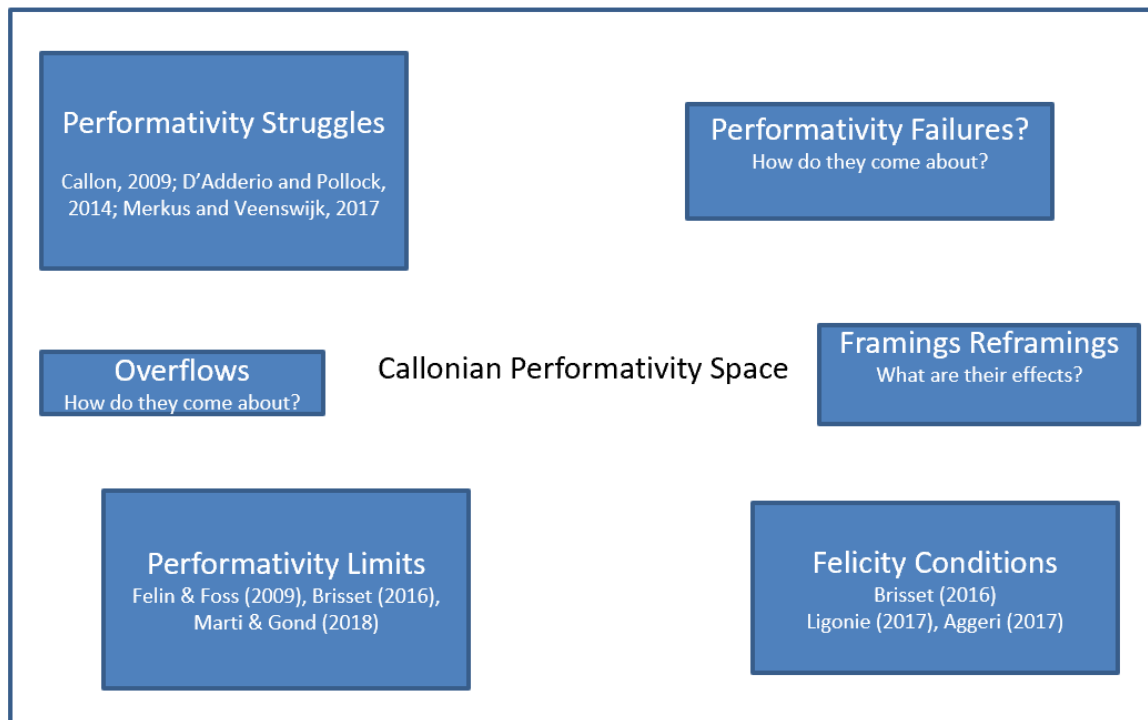 Performativity Struggles
Callon, 2009; D'Adderio and Pollock,
2014; Merkus and Veenswijk, 2017
Performativity Failures?
How do they come about?
Overflows
How do they come about?
Callonian Performativity Space
Framings Reframings
What are their effects?
Performativity Limits
Felin & Foss (2009), Brisset (2016),
Marti & Gond (2018)
Felicity Conditions
Brisset (2016)
Ligonie (2017), Aggeri (2017)